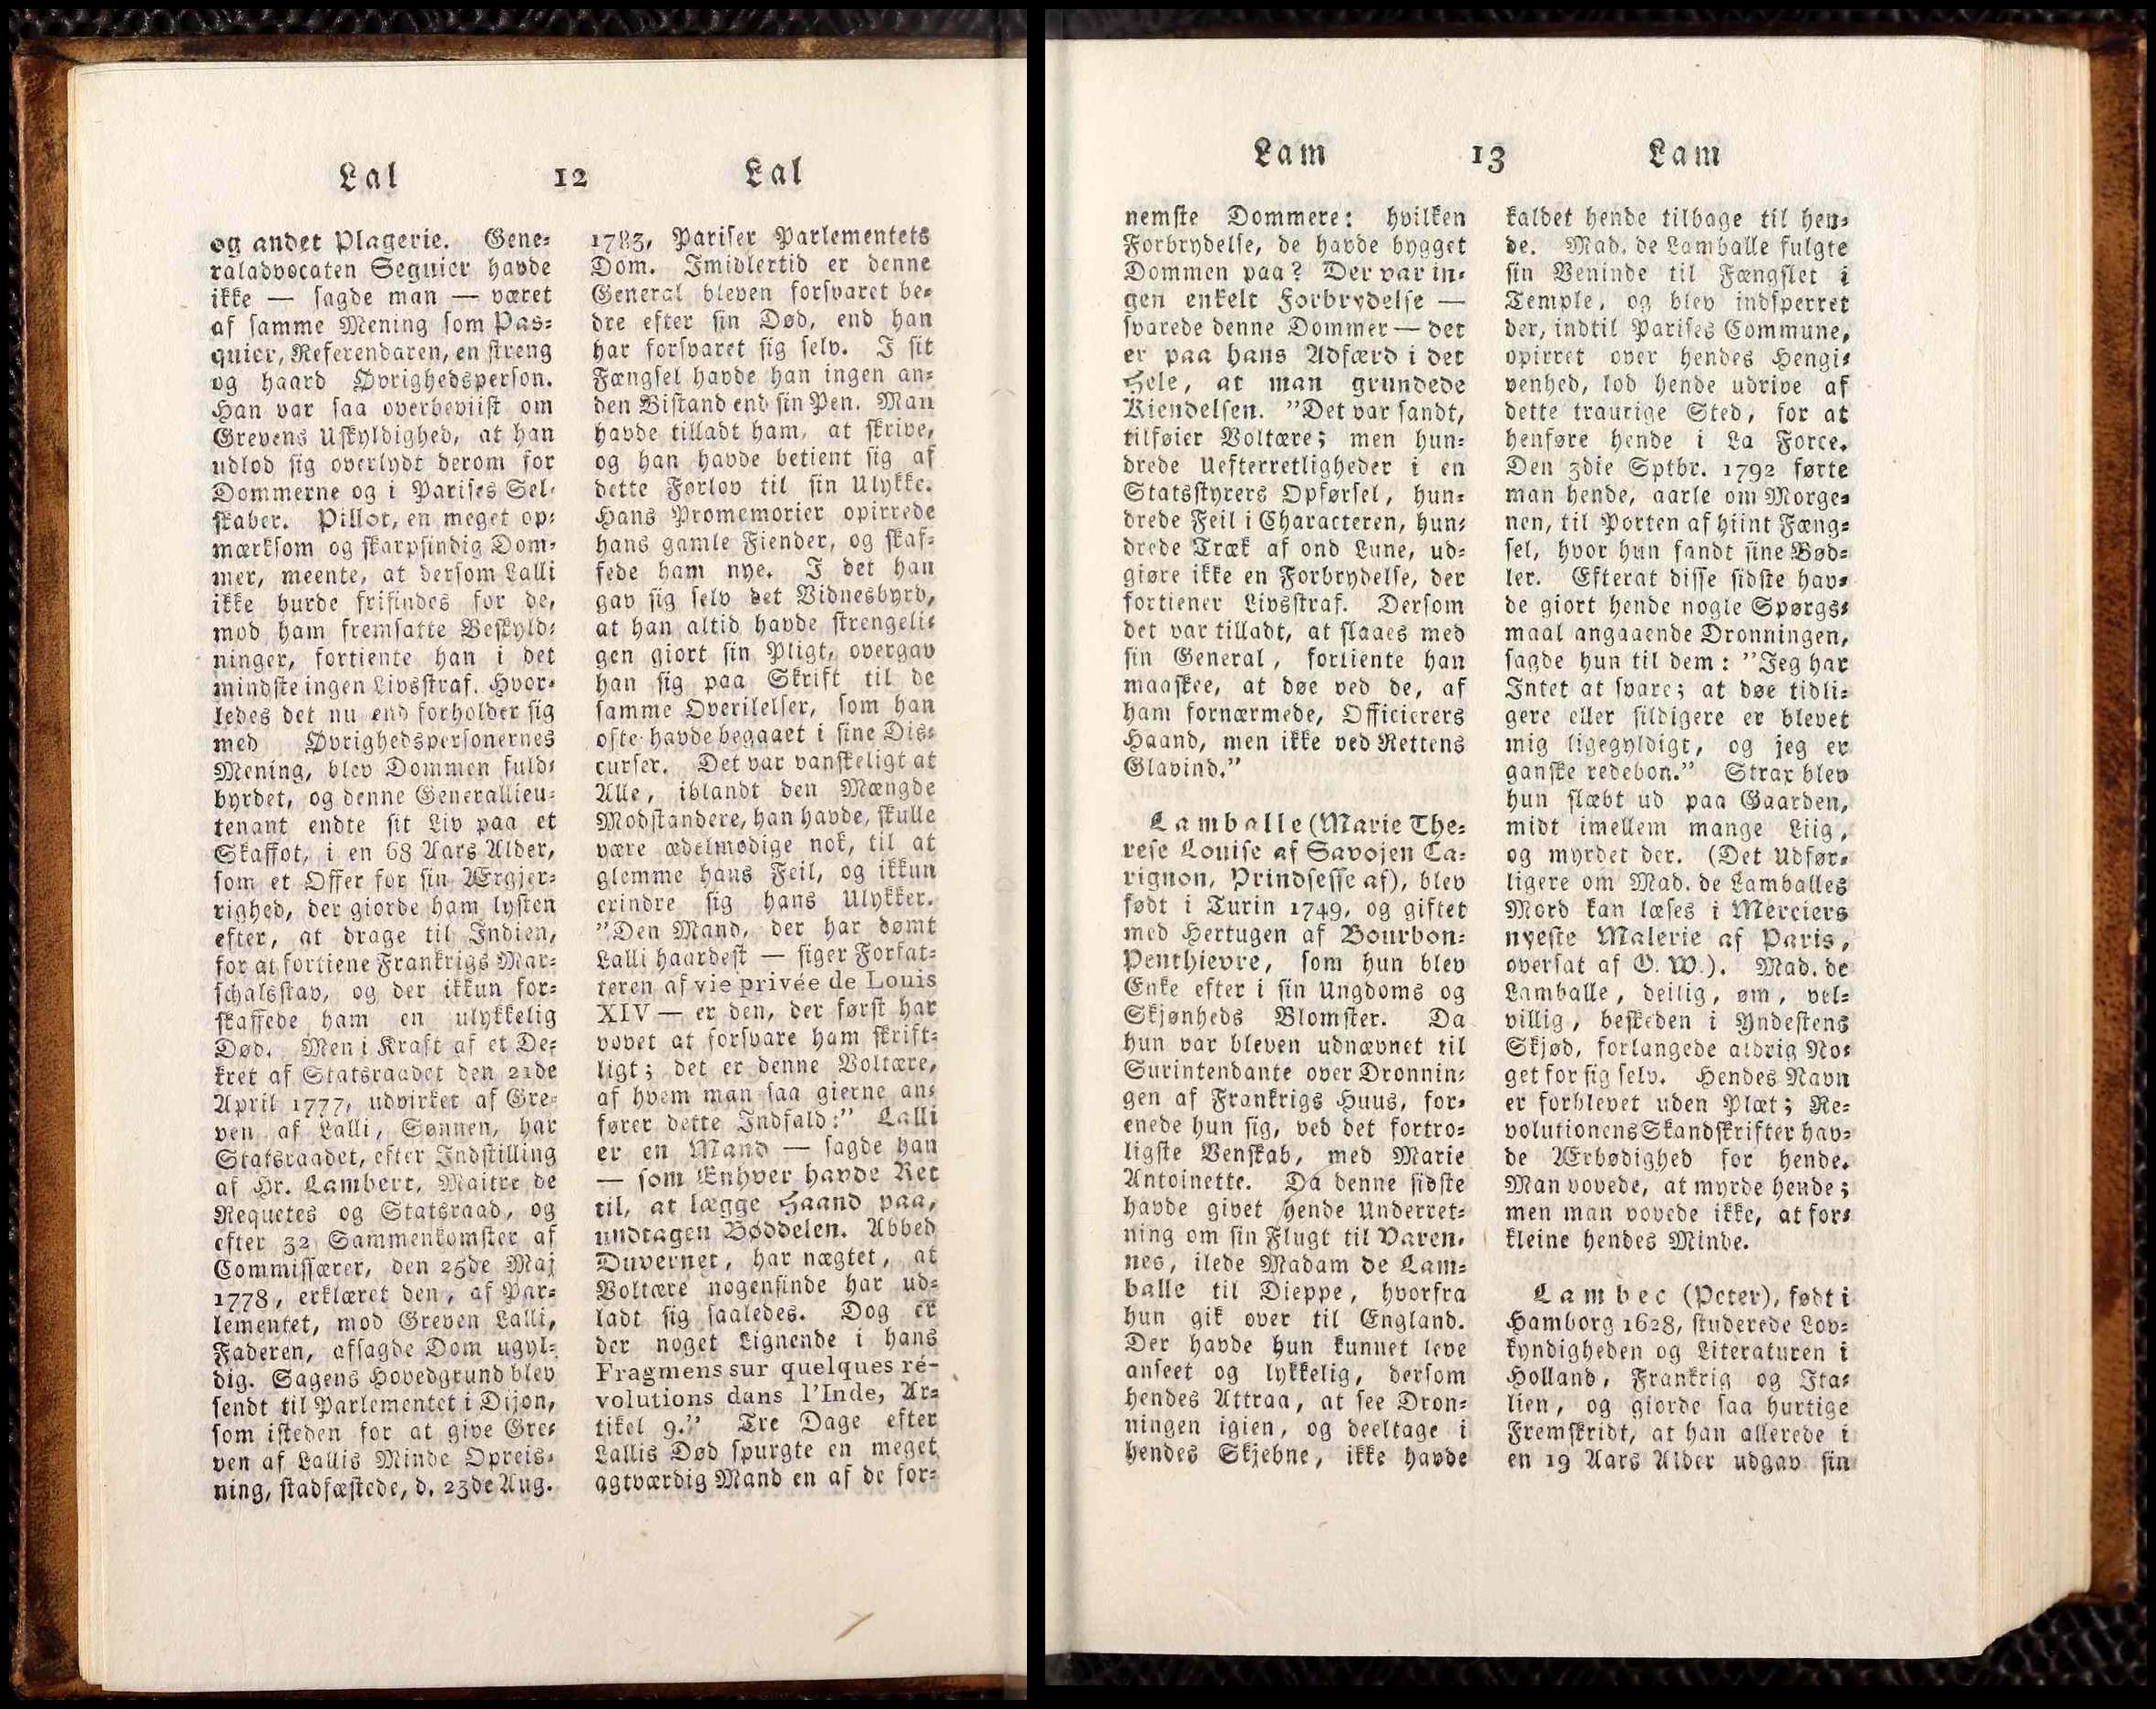 Lal 12 Lal
og andet Plagerie. Gene-
raladvocaten Seguier havde
ikke — sagde man — været
af samme Mening som Pas-
quier, Referendaren, en streng
og haard Øvrighedsperson.
Han var saa overbeviist om
Grevens Uskyldighed, at han
udlod sig overlydt derom for
Dommerne og i Parises Sel-
skaber. Pillot, en meget op-
mærksom og skarpsindig Dom-
mer, meente, at dersom Lalli
ikke burde frifindes for de,
mod ham fremsatte Beskyld-
ninger, fortiente han i det
mindste ingen Livsstraf. Hvor-
ledes det nu end forholder sig
med Øvrighedspersonernes
Mening, blev Dommen fuld-
byrdet, og denne Generallieu-
tenant endte sit Liv paa et
Skaffot, i en 68 Aars Alder,
som et Offer for sin Ærgjer-
righed, der giorde ham lysten
efter, at drage til Indien,
for at fortiene Frankrigs Mar-
schalsstav, og der ikkun for-
skaffede ham en ulykkelig
Død. Men i Kraft af et De-
kret af Statsraadet den 21de
April 1777, udvirket af Gre-
ven af Lalli, Sønnen, har
Statsraadet, efter Indstilling
af Hr. Lambert, Maitre de
Requetes og Statsraad, og
efter 32 Sammenkomster af
Commissærer, den 25de Maj
1778, erklæret den, af Par-
lementet, mod Greven Lalli,
Faderen, afsagde Dom ugyl-
dig. Sagens Hovedgrund blev
sendt til Parlementet i Dijon,
som isteden for at give Gre-
ven af Lallis Minde Opreis-
ning, stadfæstede, d. 23de Aug.
1783, Pariser Parlementets
Dom. Imidlertid er denne
General bleven forsvaret be-
dre efter sin Død, end han
har forsvaret sig selv. I sit
Fængsel havde han ingen an-
den Bistand end sin Pen. Man
havde tilladt ham, at skrive,
og han havde betient sig af
dette Forlov til sin Ulykke.
Hans Promemorier opirrede
hans gamle Fiender, og skaf-
fede ham nye. I det han
gav sig selv det Vidnesbyrd,
at han altid havde strengeli-
gen giort sin Pligt, overgav
han sig paa Skrift til de
samme Overilelser, som han
ofte havde begaaet i sine Dis-
curser. Det var vanskeligt at
Alle, iblandt den Mængde
Modstandere, han havde, skulle
være ædelmodige nok, til at
glemme hans Feil, og ikkun
erindre sig hans Ulykker.
"Den Mand, der har dømt
Lalli haardest — siger Forfat-
teren af vie privée de Louis
XIV — er den, der først har
vovet at forsvare ham skrift-
ligt; det er denne Voltære,
af hvem man saa gierne an-
fører dette Indfald:" Lalli
er en Mand — sagde han
— som Enhver havde Ret
til, at lægge Haand paa,
undtagen Bøddelen. Abbed
Duvernet, har nægtet, at
Voltære nogensinde har ud-
ladt sig saaledes. Dog er
der noget Lignende i hans
Fragmens sur quelques ré-
volutions dans l'Inde, Ar-
tikel 9." Tre Dage efter
Lallis Død spurgte en meget
agtværdig Mand en af de for-
Lam 13 Lam
nemste Dommere: hvilken
Forbrydelse, de havde bygget
Dommen paa? Der var in-
gen enkelt Forbrydelse —
svarede denne Dommer — det
er paa hans Adfærd i det
Hele, at man grundede
Kiendelsen. "Det var sandt,
tilføier Voltære; men hun-
drede Uefterretligheder i en
Statsstyrers Opførsel, hun-
drede Feil i Characteren, hun-
drede Træk af ond Lune, ud-
giøre ikke en Forbrydelse, der
fortiener Livsstraf. Dersom
det var tilladt, at slaaes med
sin General, fortiente han
maaskee, at døe ved de, af
ham fornærmede, Officierers
Haand, men ikke ved Rettens
Glavind."
Lamballe (Marie The-
rese Louise af Savojen Ca-
rignon, Prindsesse af), blev
født i Turin 1749, og giftet
med Hertugen af Bourbon-
Penthievre, som hun blev
Enke efter i sin Ungdoms og
Skjønheds Blomster. Da
hun var bleven udnævnet til
Surintendante over Dronnin-
gen af Frankrigs Huus, for-
enede hun sig, ved det fortro-
ligste Venskab, med Marie
Antoinette. Da denne sidste
havde givet hende Underret-
ning om sin Flugt til Varen-
nes, ilede Madam de Lam-
balle til Dieppe, hvorfra
hun gik over til England.
Der havde hun kunnet leve
anseet og lykkelig, dersom
hendes Attraa, at see Dron-
ningen igien, og deeltage i
hendes Skjebne, ikke havde
kaldet hende tilbage til hen-
de. Mad. de Lamballe fulgte
sin Veninde til Fængslet i
Temple, og blev indsperret
der, indtil Parises Commune,
opirret over hendes Hengi-
venhed, lod hende udrive af
dette traurige Sted, for at
henføre hende i La Force.
Den 3die Sptbr. 1792 førte
man hende, aarle om Morge-
nen, til Porten af hiint Fæng-
sel, hvor hun fandt sine Bød-
ler. Efterat disse sidste hav-
de giort hende nogle Spørgs-
maal angaaende Dronningen,
sagde hun til dem: "Jeg har
Intet at svare; at døe tidli-
gere eller sildigere er blevet
mig ligegyldigt, og jeg er
ganske redebon." Strax blev
hun slæbt ud paa Gaarden,
midt imellem mange Liig,
og myrdet der. (Det Udfør-
ligere om Mad. de Lamballes
Mord kan læses i Merciers
nyeste Malerie af Paris,
oversat af O. W.). Mad. de
Lamballe, deilig, øm, vel-
villig, beskeden i Yndestens
Skjød, forlangede aldrig No-
get for sig selv. Hendes Navn
er forblevet uden Plæt; Re-
volutionens Skandskrifter hav-
de Ærbødighed for hende.
Man vovede, at myrde hende;
men man vovede ikke, at for-
kleine hendes Minde.
Lambec (Peter), født i
Hamborg 1628, studerede Lov-
kyndigheden og Literaturen i
Holland, Frankrig og Ita-
lien, og giorde saa hurtige
Fremskridt, at han allerede i
en 19 Aars Alder udgav sin